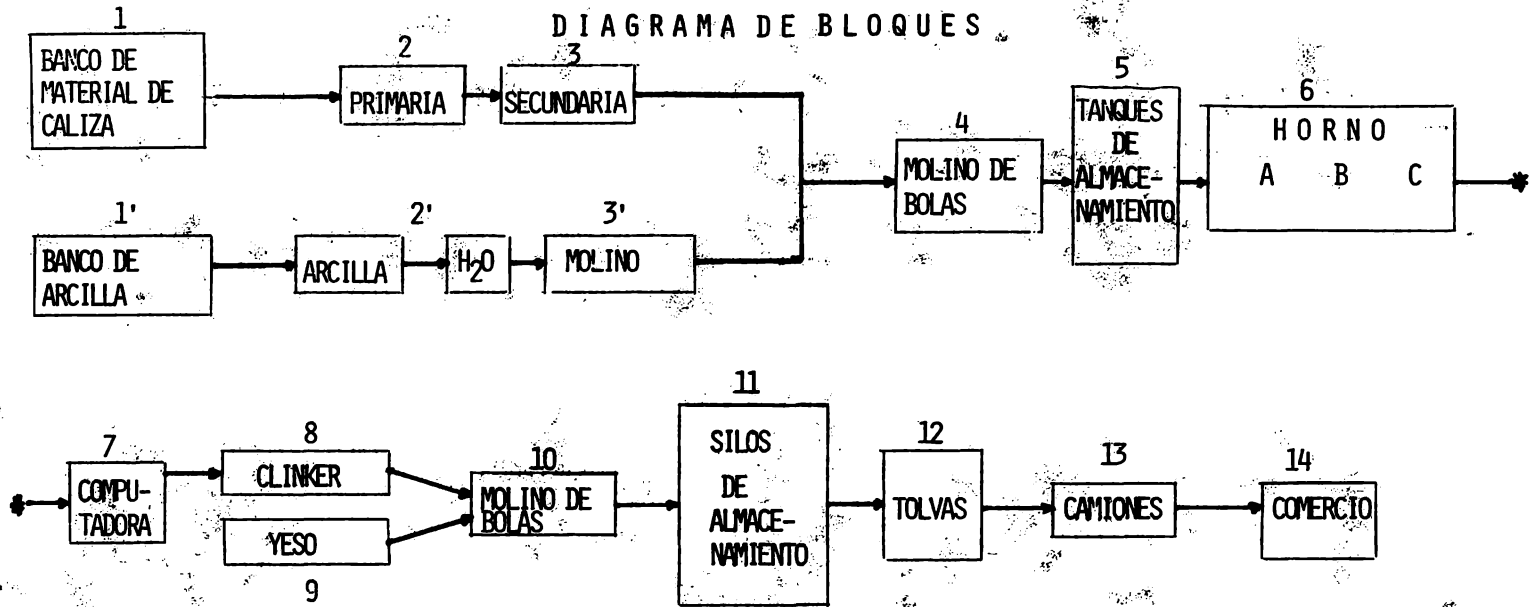 DIAGRAMA DE BLOQUES
1
BANCO DE
MATERIAL DE
CALIZA
2
PRIMARIA
3
SECUNDARIA
1'
BANCO DE
ARCILLA
2'
ARCILLA
H2O
3'
MOLINO
4
MOLINO DE
BOLAS
5
TANQUES
DE
ALMACE-
NAMIENTO
6
HORNO
A B C
*
*
7
COMPU-
TADORA
8
CLINKER
YESO
9
10
MOLINO DE
BOLAS
11
SILOS
DE
ALMACE-
NAMIENTO
12
TOLVAS
13
CAMIONES
14
COMERCIO